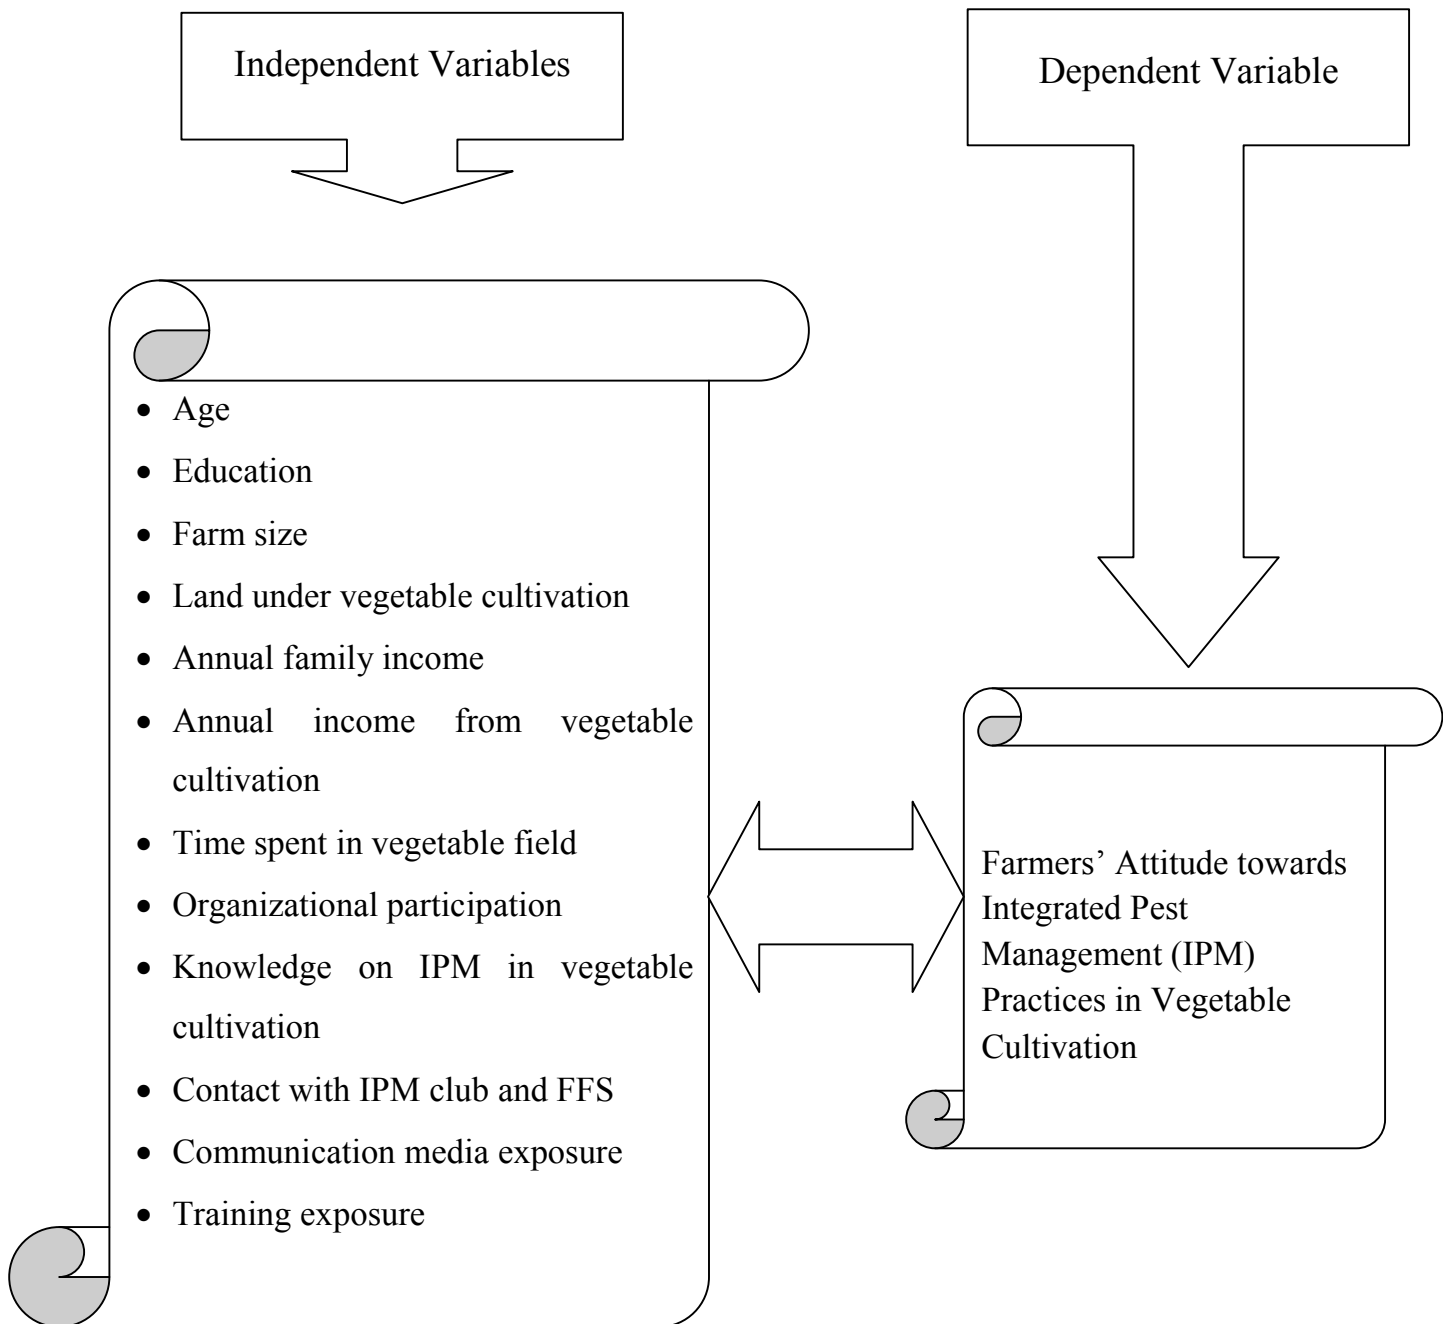 Independent Variables
Dependent Variable
• Age
• Education
• Farm size
• Land under vegetable cultivation
• Annual family income
• Annual income from vegetable
cultivation
• Time spent in vegetable field
• Organizational participation
• Knowledge on IPM in vegetable
cultivation
• Contact with IPM club and FFS
• Communication media exposure
• Training exposure
Farmers’ Attitude towards
Integrated Pest
Management (IPM)
Practices in Vegetable
Cultivation